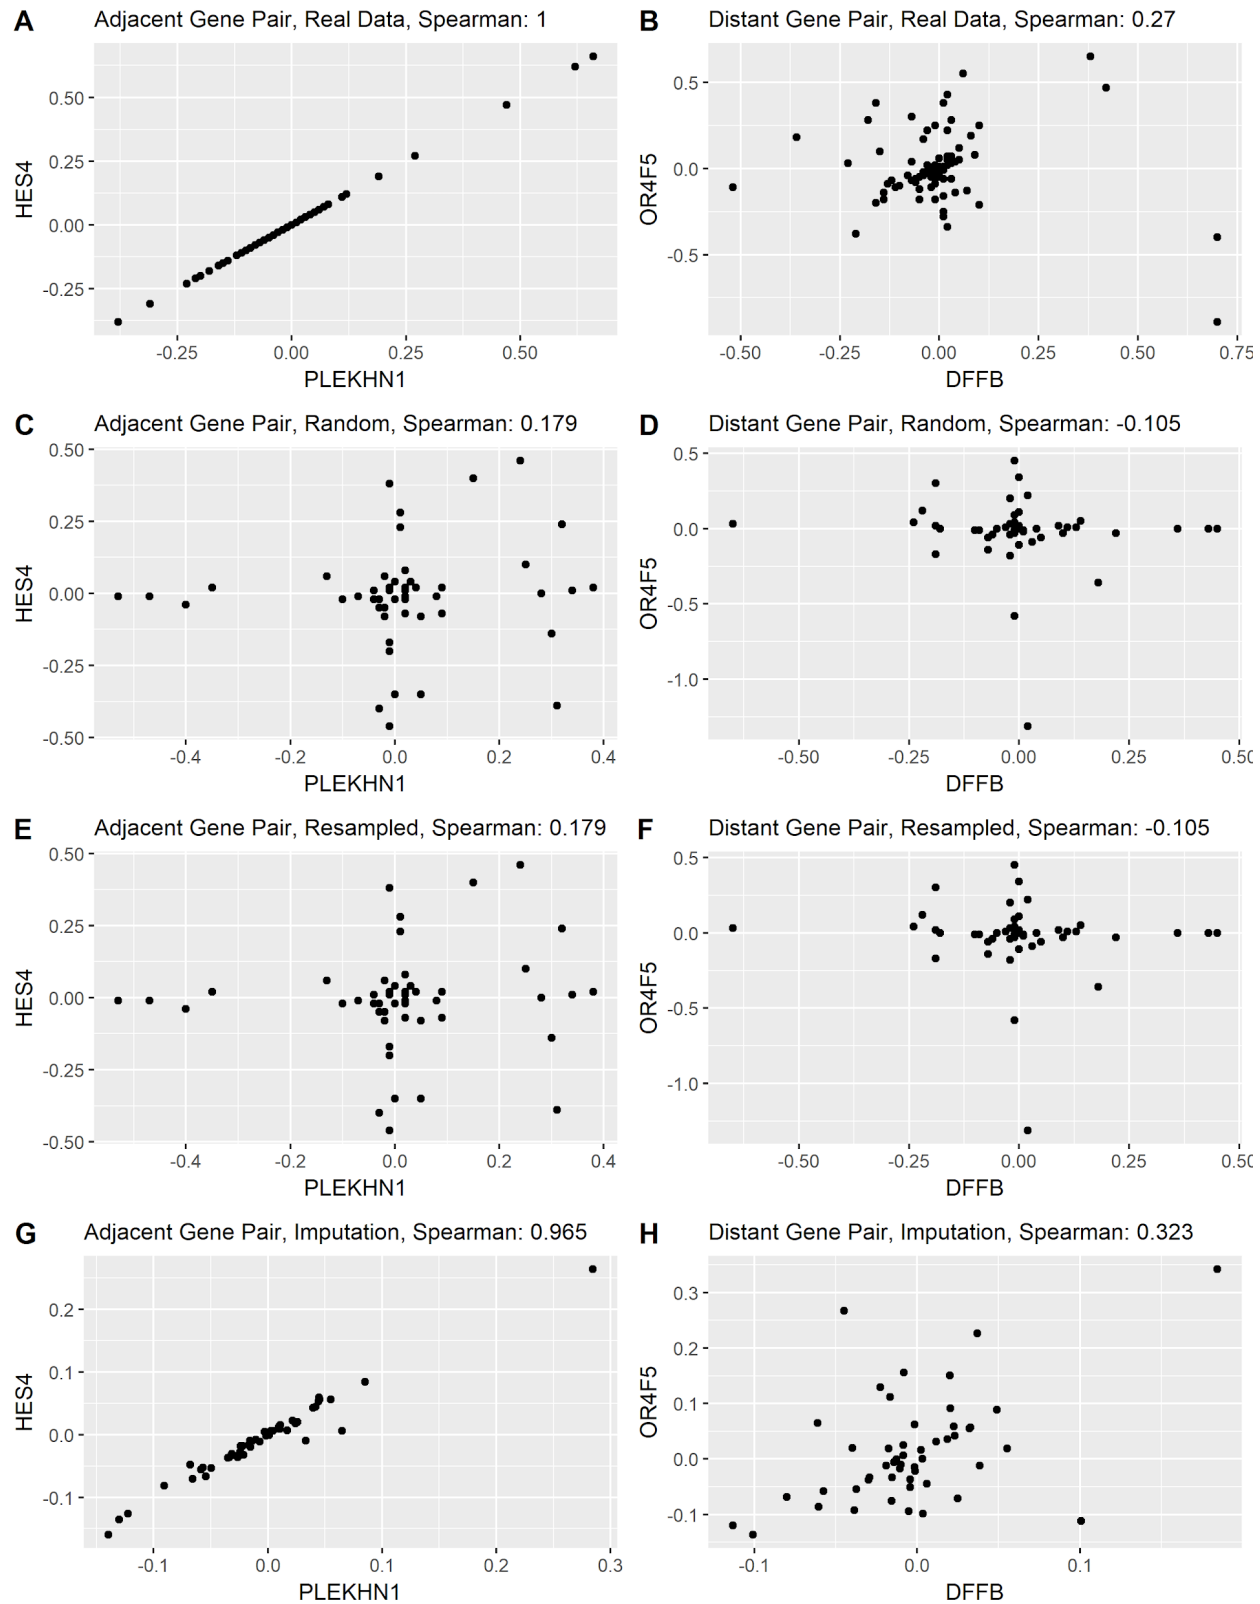 A Adjacent Gene Pair, Real Data, Spearman: 1
0.50
0.25
0.00
-0.25
HES4
-0.25 0.00 0.25 0.50
PLEKHN1
B Distant Gene Pair, Real Data, Spearman: 0.27
0.5
0.0
-0.5
OR4F5
-0.50 -0.25 0.00 0.25 0.50 0.75
DFFB
C Adjacent Gene Pair, Random, Spearman: 0.179
0.50
0.25
0.00
-0.25
-0.50
HES4
-0.4 -0.2 0.0 0.2 0.4
PLEKHN1
D Distant Gene Pair, Random, Spearman: -0.105
0.5
0.0
-0.5
-1.0
OR4F5
-0.50 -0.25 0.00 0.25 0.50
DFFB
E Adjacent Gene Pair, Resampled, Spearman: 0.179
0.50
0.25
0.00
-0.25
-0.50
HES4
-0.4 -0.2 0.0 0.2 0.4
PLEKHN1
F Distant Gene Pair, Resampled, Spearman: -0.105
0.5
0.0
-0.5
-1.0
OR4F5
-0.50 -0.25 0.00 0.25 0.50
DFFB
G Adjacent Gene Pair, Imputation, Spearman: 0.965
0.2
0.1
0.0
-0.1
HES4
-0.1 0.0 0.1 0.2 0.3
PLEKHN1
H Distant Gene Pair, Imputation, Spearman: 0.323
0.3
0.2
0.1
0.0
-0.1
OR4F5
-0.1 0.0 0.1
DFFB